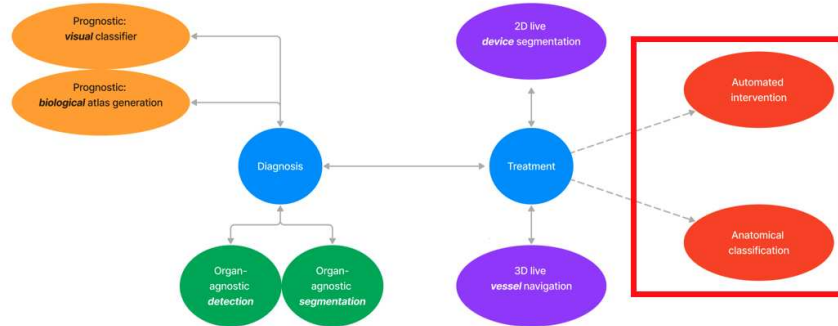 Prognostic:
visual classifier
Prognostic:
biological atlas generation
Diagnosis
Organ-
agnostic
detection
Organ-
agnostic
segmentation
2D live
device segmentation
Treatment
3D live
vessel navigation
Automated
intervention
Anatomical
classification